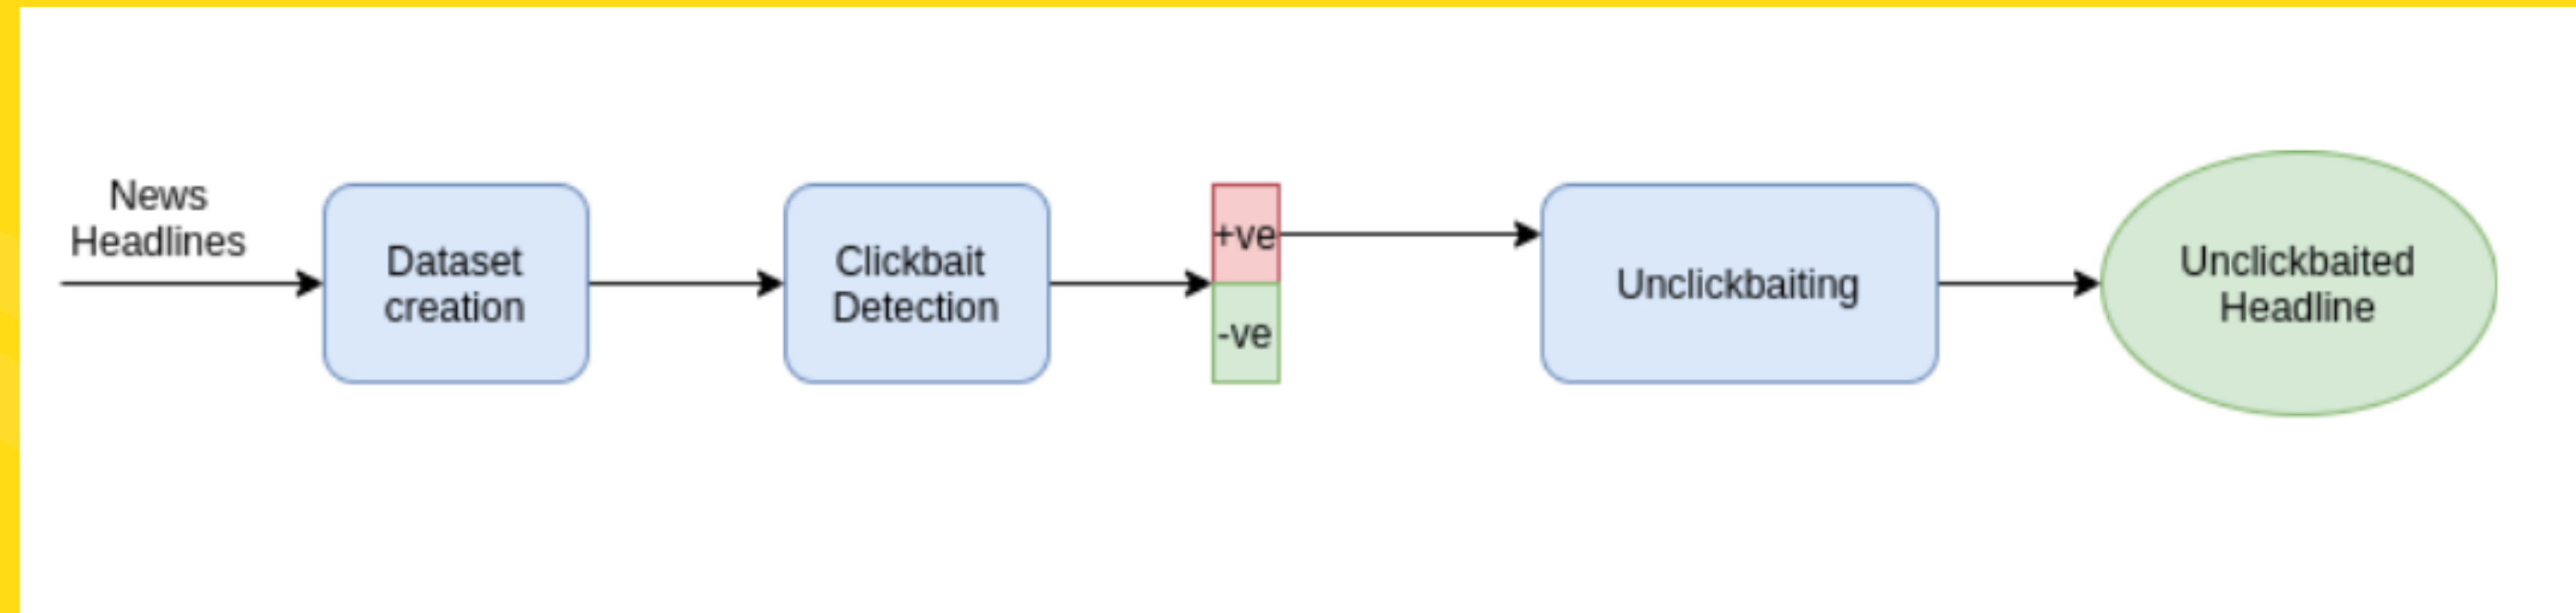 News
Headlines
Dataset
creation
Clickbait
Detection
+ve
-ve
Unclickbaiting
Unclickbaited
Headline